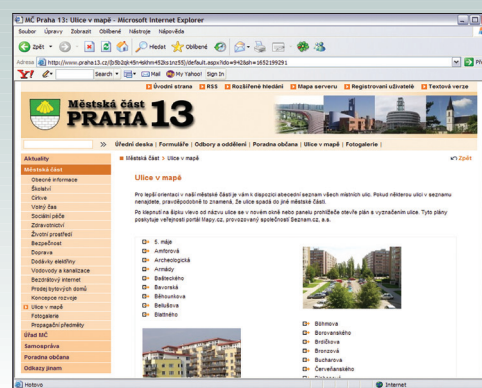 MČ Praha 13: Ulice v mapě - Microsoft Internet Explorer
Soubor Úpravy Zobrazit Oblíbené Nástroje Nápověda
Zpět Hledat Oblíbené
Adresa
Search Mail My Yahoo! Sign In
Úvodní strana RSS Rozšířené hledání Mapa serveru Registrovaní uživatelé Textová verze
Městská část
PRAHA 13
Úřední deska | Formuláře | Odbory a oddělení | Poradna občana | Ulice v mapě | Fotogalerie |
Aktuality
Městská část
Obecné informace
Školství
Církve
Volný čas
Sociální péče
Zdravotnictví
Životní prostředí
Bezpečnost
Doprava
Dodávky elektřiny
Vodovody a kanalizace
Bezdrátový internet
Prodej bytových domů
Koncepce rozvoje
Ulice v mapě
Fotogalerie
Propagační předměty
Úřad MČ
Samospráva
Poradna občana
Odkazy jinam
Městská část > Ulice v mapě
Zpět
Ulice v mapě
Pro lepší orientaci v naší městské části je vám k dispozici abecední seznam všech místních ulic. Pokud některou ulici v seznamu
nenajdete, pravděpodobně to znamená, že ulice spadá do jiné městské části.
Po klepnutí na šipku vlevo od názvu ulice se v novém okně nebo panelu prohlížeče otevře plán s vyznačením ulice. Tyto plány
poskytuje veřejnosti portál Mapy.cz, provozovaný společností Seznam.cz, a.s.
5. máje
Amforová
Archeologická
Armády
Bašteckého
Bavorská
Běhounkova
Bellušova
Blatného
Böhmova
Borovanského
Brdičkova
Bronzová
Bucharova
Červeňanského
Hotovo
Internet